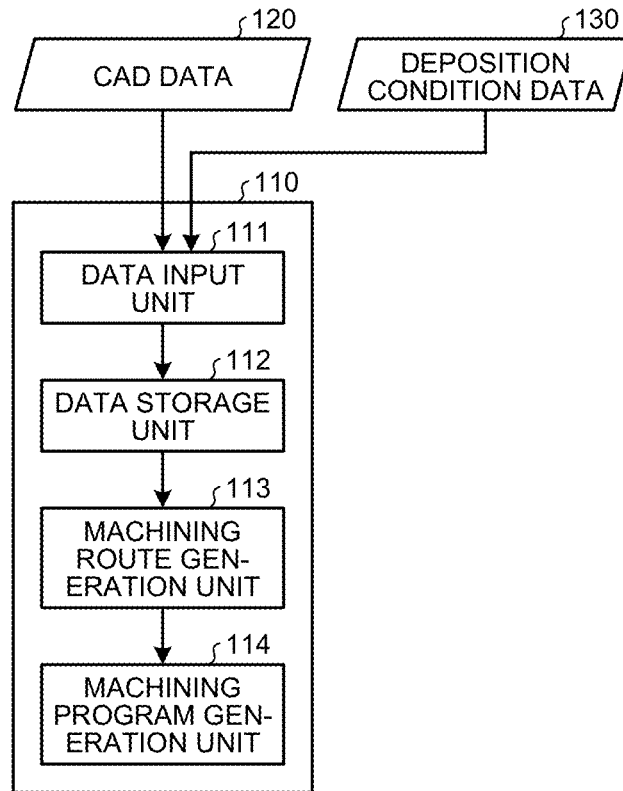 120
CAD DATA
130
DEPOSITION
CONDITION DATA
110
111
DATA INPUT
UNIT
112
DATA STORAGE
UNIT
113
MACHINING
ROUTE GEN-
ERATION UNIT
114
MACHINING
PROGRAM GEN-
ERATION UNIT